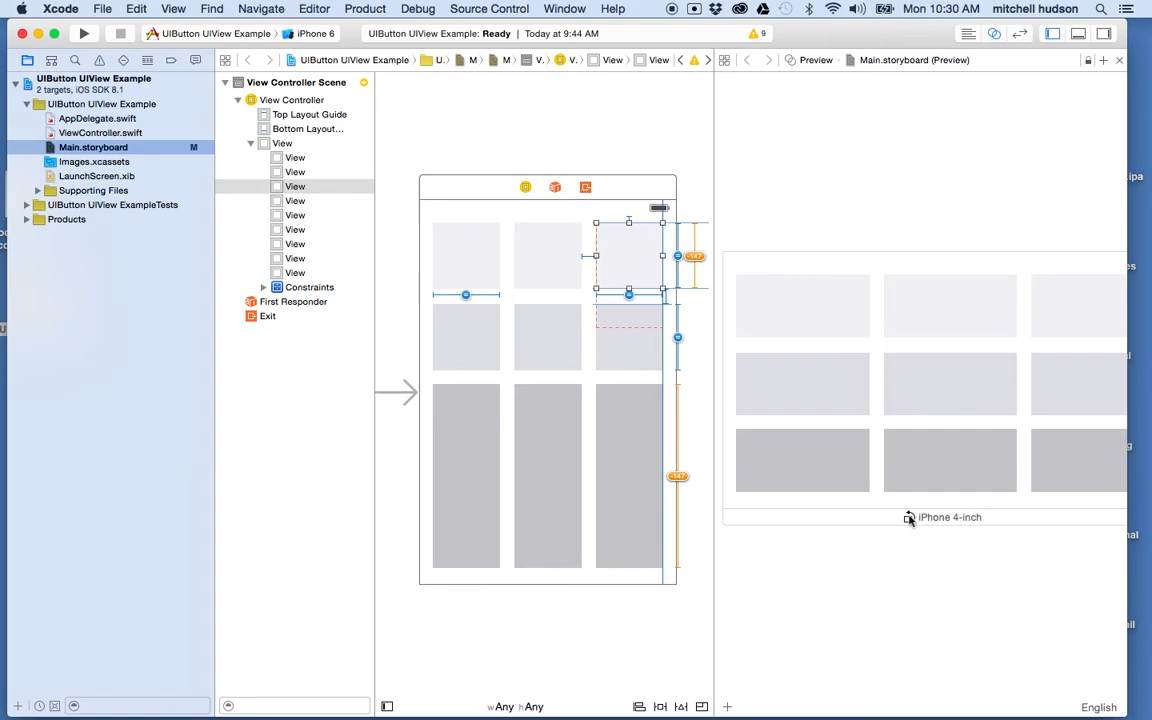 Xcode File Edit View Find Navigate Editor Product Debug Source Control Window Help Mon 10:30 AM mitchell hudson
UIButton UIView Example iPhone 6 UIButton UIView Example: Ready Today at 9:44 AM 9
UIButton UIView Example U... M M V... V... View View Preview Main.storyboard (Preview)
UIButton UIView Example
2 targets, iOS SDK 8.1
UIButton UIView Example
AppDelegate.swift
ViewController.swift
Main.storyboard M
Images.xcassets
LaunchScreen.xib
Supporting Files
UIButton UIView ExampleTests
Products
View Controller Scene
View Controller
Top Layout Guide
Bottom Layout...
View
View
View
View
View
View
View
View
View
View
Constraints
First Responder
Exit
-147
-147
iPhone 4-inch
wAny hAny
English